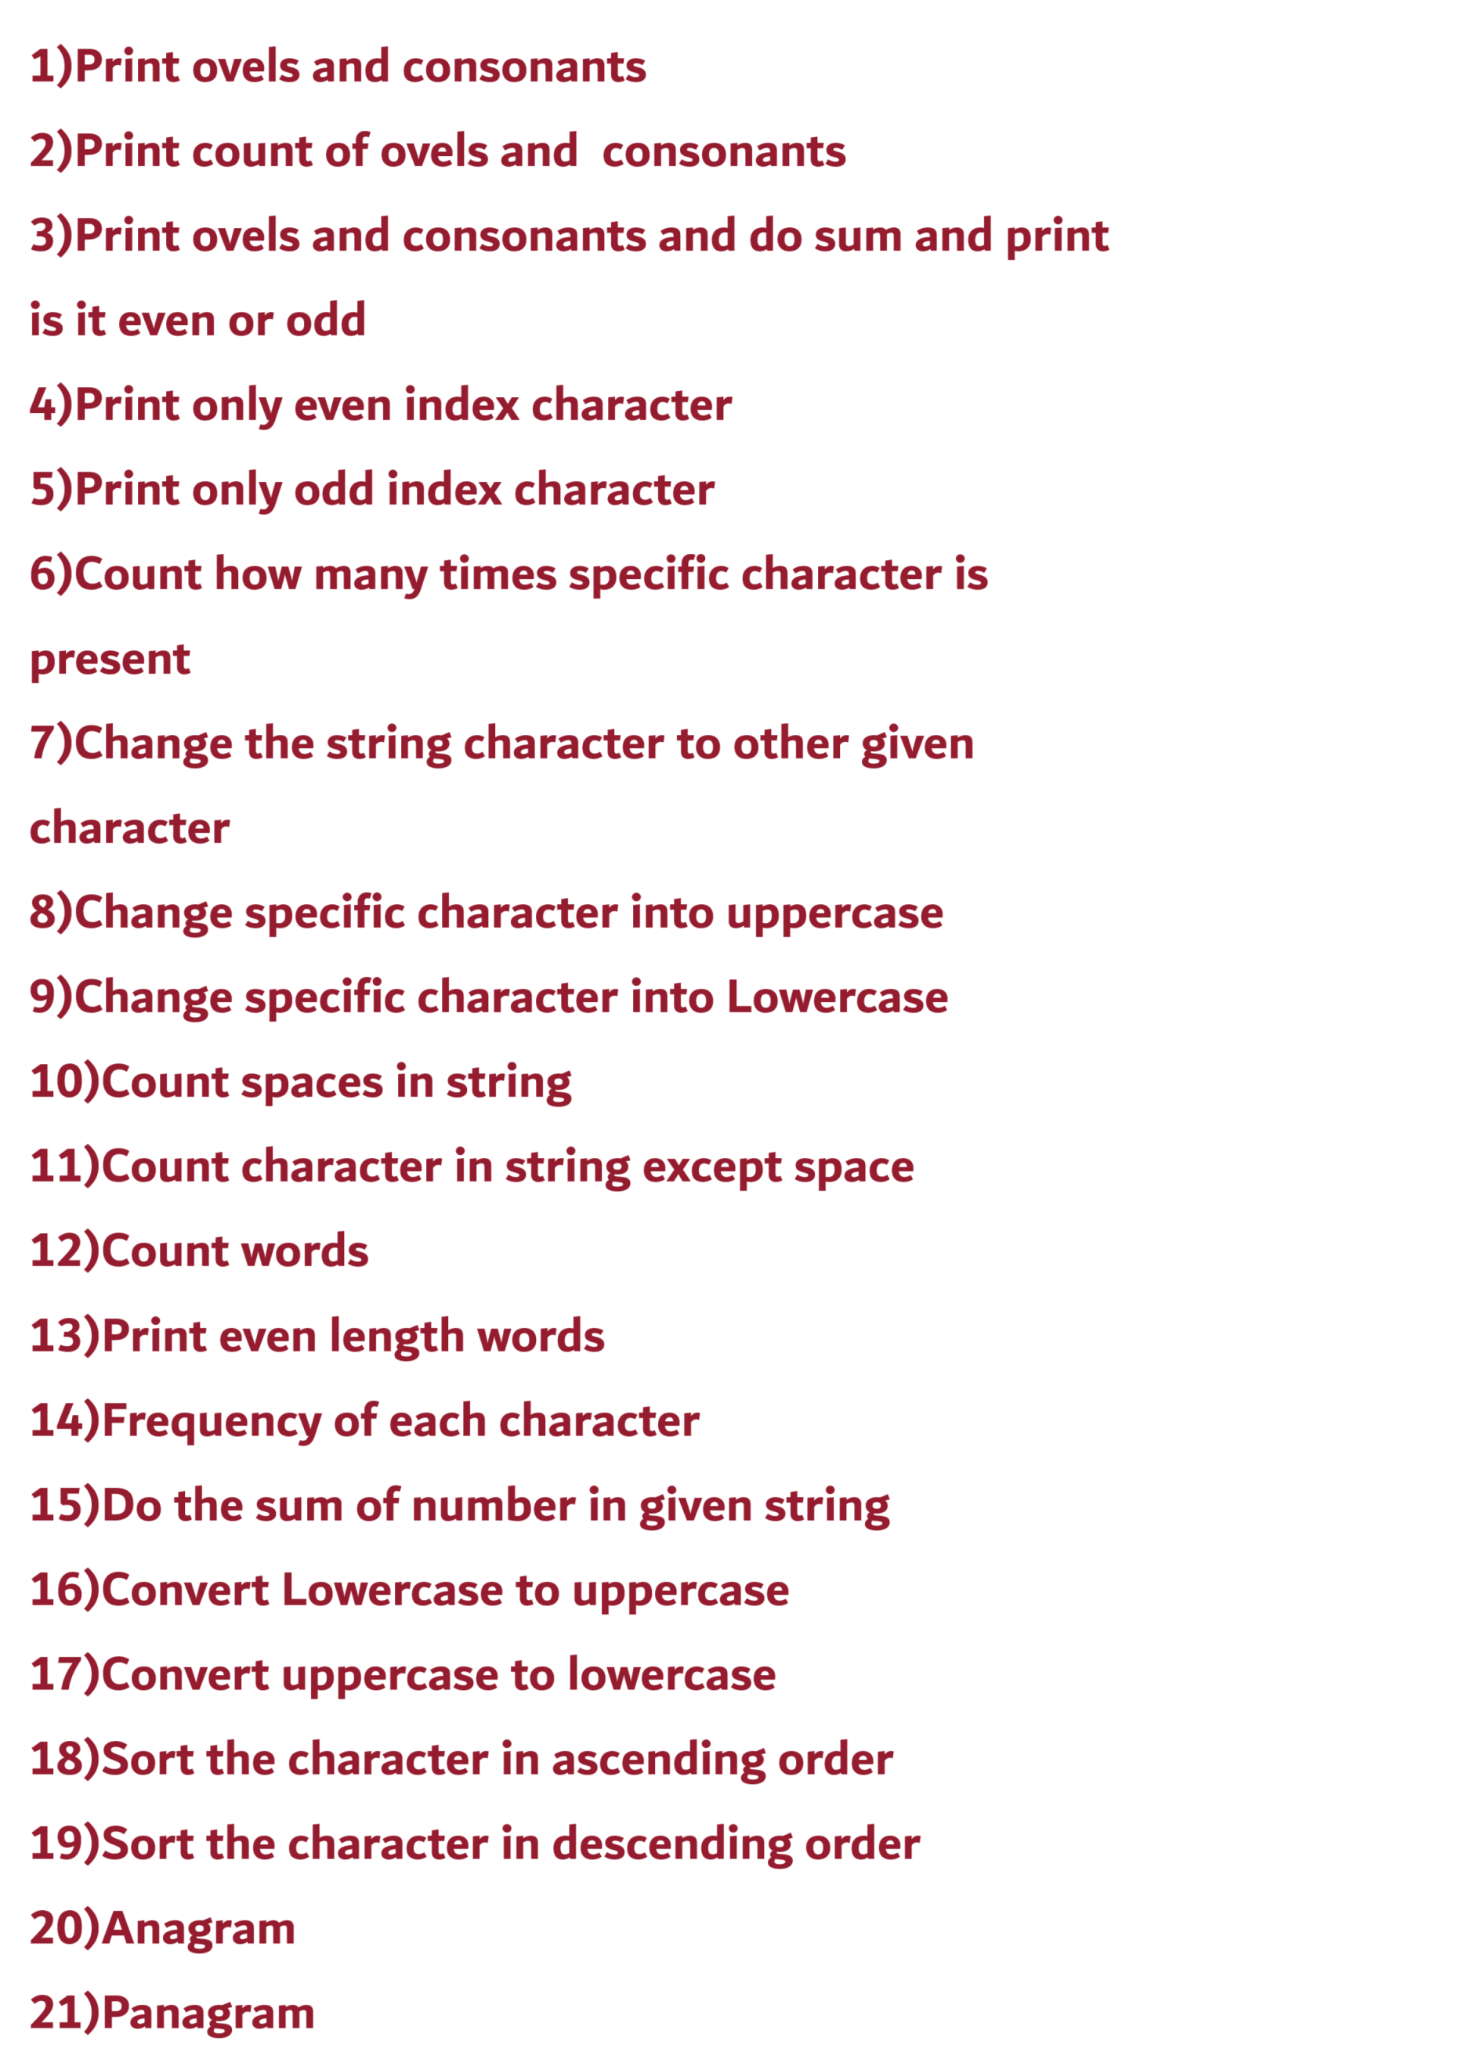 1)Print ovels and consonants
2)Print count of ovels and  consonants
3)Print ovels and consonants and do sum and print
is it even or odd
4)Print only even index character
5)Print only odd index character
6)Count how many times specific character is
present
7)Change the string character to other given
character
8)Change specific character into uppercase
9)Change specific character into Lowercase
10)Count spaces in string
11)Count character in string except space
12)Count words
13)Print even length words
14)Frequency of each character
15)Do the sum of number in given string
16)Convert Lowercase to uppercase
17)Convert uppercase to lowercase
18)Sort the character in ascending order
19)Sort the character in descending order
20)Anagram
21)Panagram